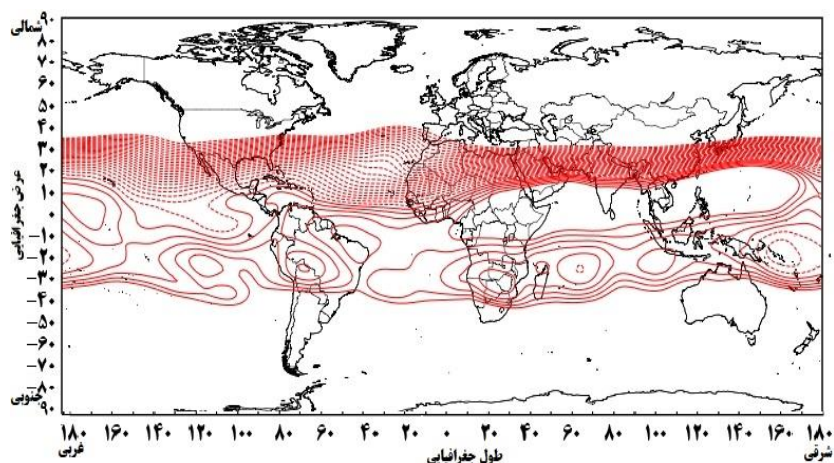 شمالی
۹۰
۸۰
۷۰
۶۰
۵۰
۴۰
۳۰
۲۰
۱۰
۰
-۱۰
-۲۰
-۳۰
-۴۰
-۵۰
-۶۰
-۷۰
-۸۰
-۹۰
جنوبی
عرض جغرافیایی
۱۸۰ ۱۶۰ ۱۴۰ ۱۲۰ ۱۰۰ ۸۰ ۶۰ ۴۰ ۲۰ ۰ ۲۰ ۴۰ ۶۰ ۸۰ ۱۰۰ ۱۲۰ ۱۴۰ ۱۶۰ ۱۸۰
غربی
طول جغرافیایی
شرقی